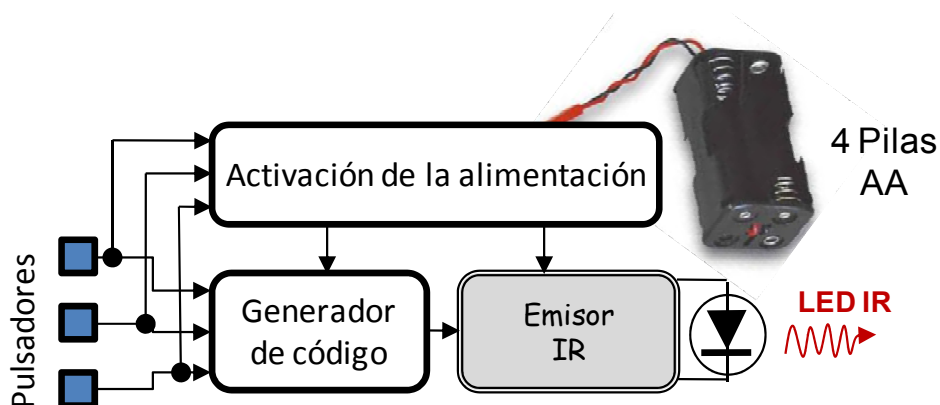 Activación de la alimentación
4 Pilas
AA
Pulsadores
Generador
de código
Emisor
IR
LED IR